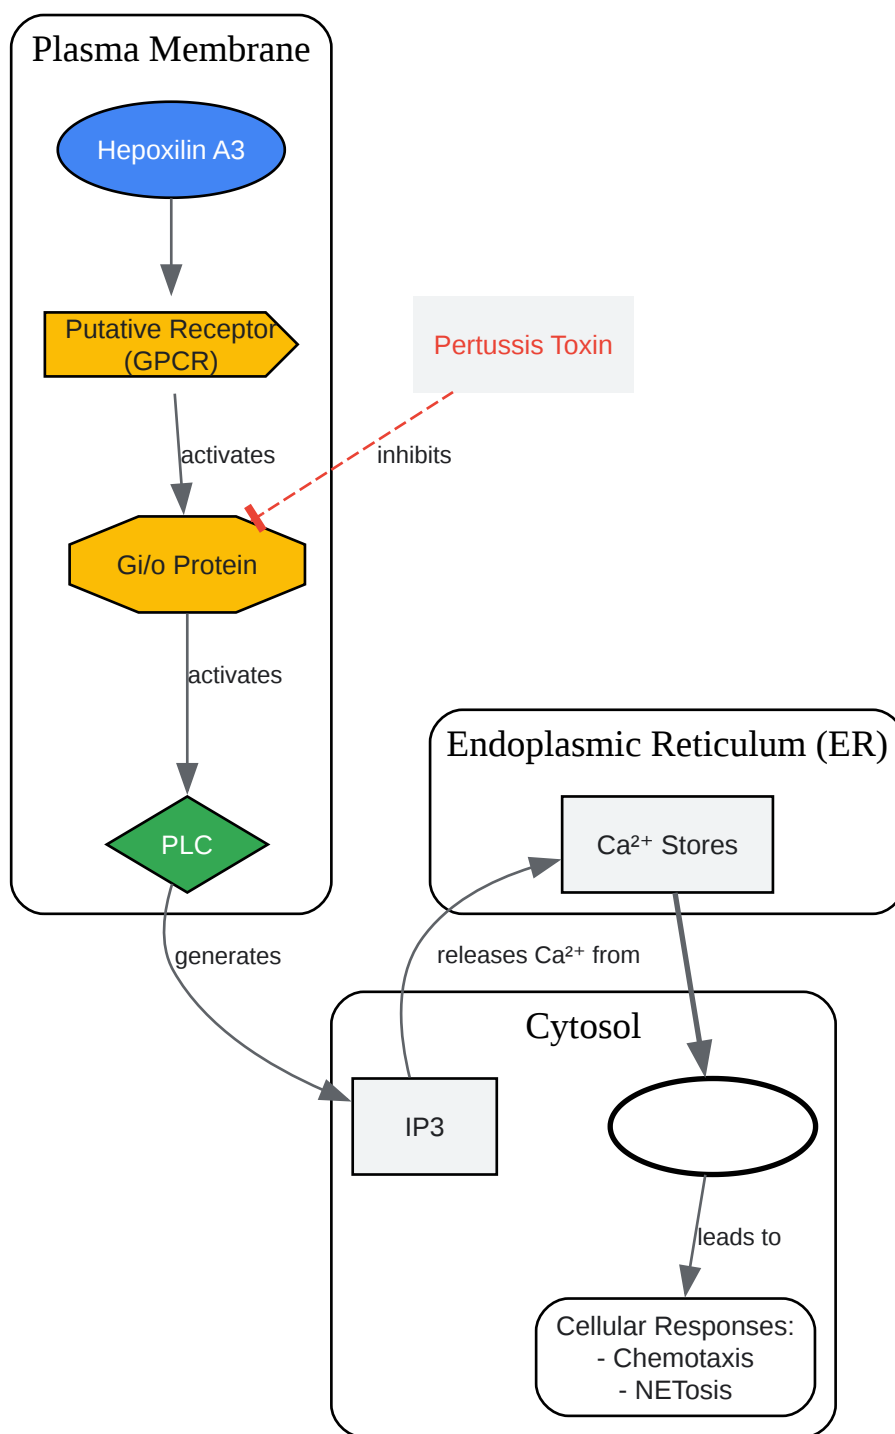 Plasma Membrane
Hepoxilin A3
Putative Receptor
(GPCR)
Pertussis Toxin
activates
inhibits
Gi/o Protein
activates
Endoplasmic Reticulum (ER)
PLC
Ca²⁺ Stores
generates
releases Ca²⁺ from
Cytosol
IP3
leads to
Cellular Responses:
- Chemotaxis
- NETosis